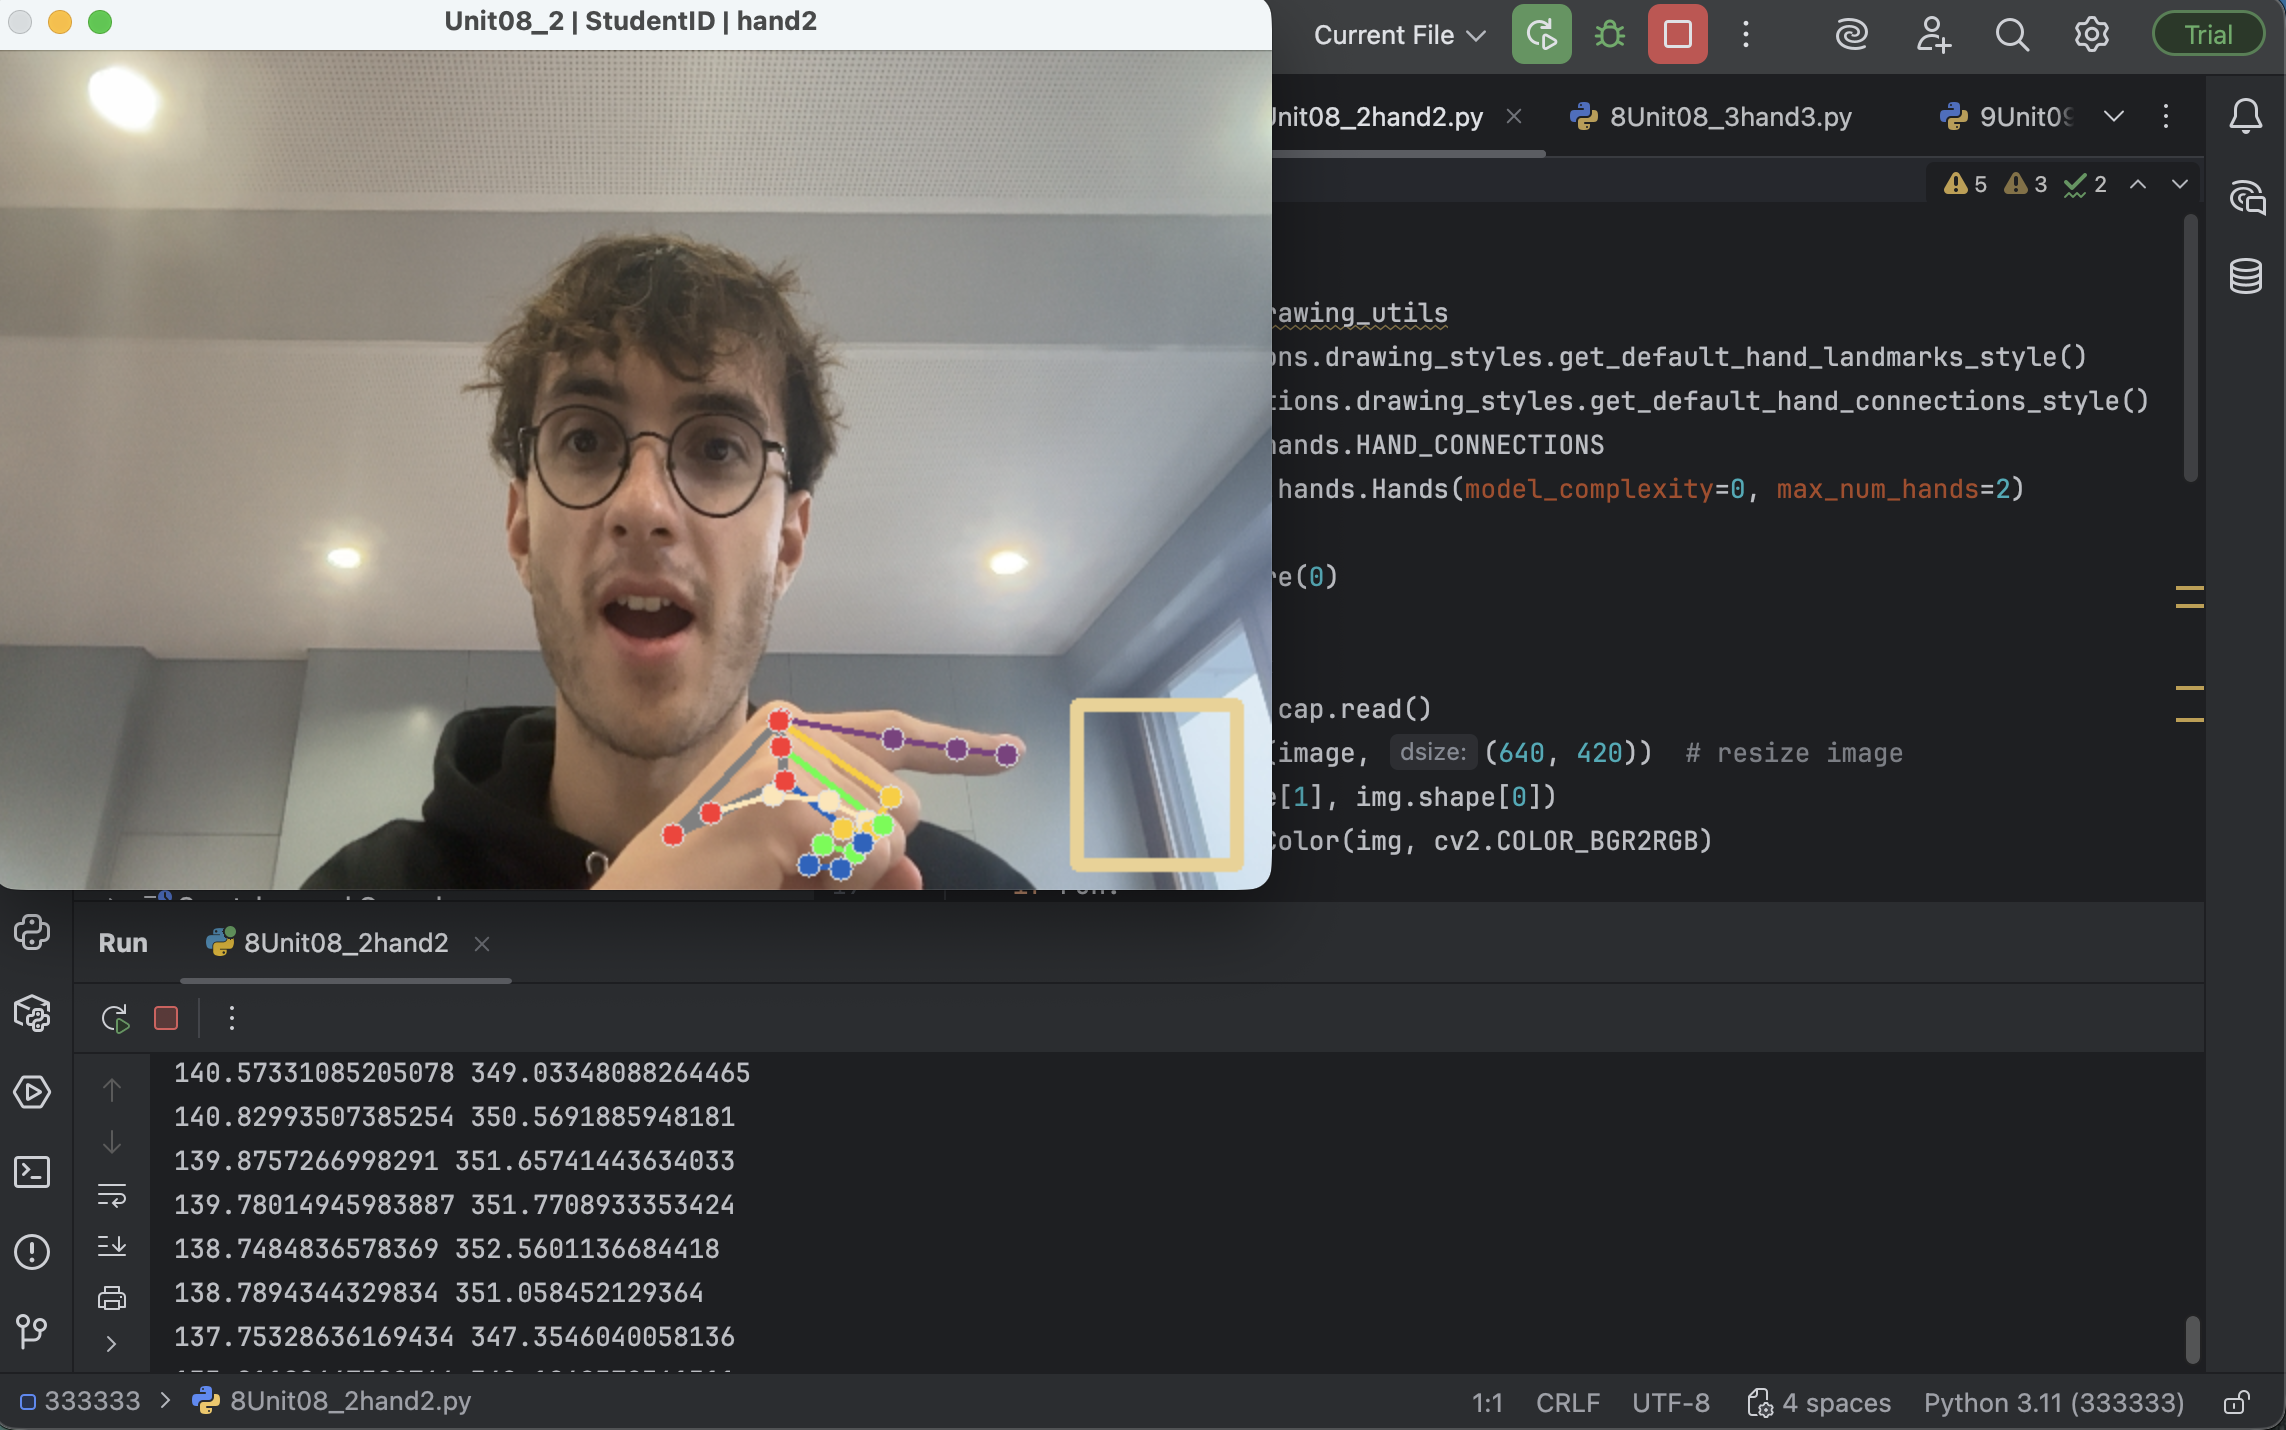 Unit08_2 | StudentID | hand2
Current File
Trial
Unit08_2hand2.py
8Unit08_3hand3.py
9Unit09
5 3 2
rawing_utils
ons.drawing_styles.get_default_hand_landmarks_style()
tions.drawing_styles.get_default_hand_connections_style()
hands.HAND_CONNECTIONS
hands.Hands(model_complexity=0, max_num_hands=2)
re(0)
cap.read()
(image, dsize: (640, 420)) # resize image
e[1], img.shape[0])
Color(img, cv2.COLOR_BGR2RGB)
Run
8Unit08_2hand2
140.57331085205078 349.03348088264465
140.82993507385254 350.5691885948181
139.8757266998291 351.65741443634033
139.78014945983887 351.7708933353424
138.7484836578369 352.5601136684418
138.7894344329834 351.058452129364
137.75328636169434 347.3546040058136
333333 > 8Unit08_2hand2.py
1:1 CRLF UTF-8 4 spaces Python 3.11 (333333)